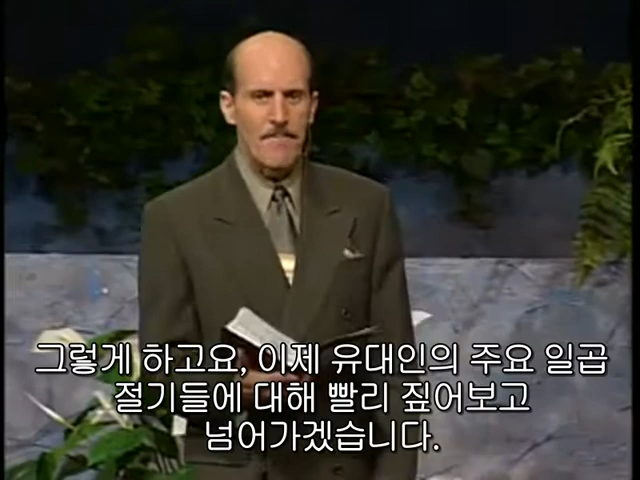 그렇게 하고요, 이제 유대인의 주요 일곱
절기들에 대해 빨리 짚어보고
넘어가겠습니다.